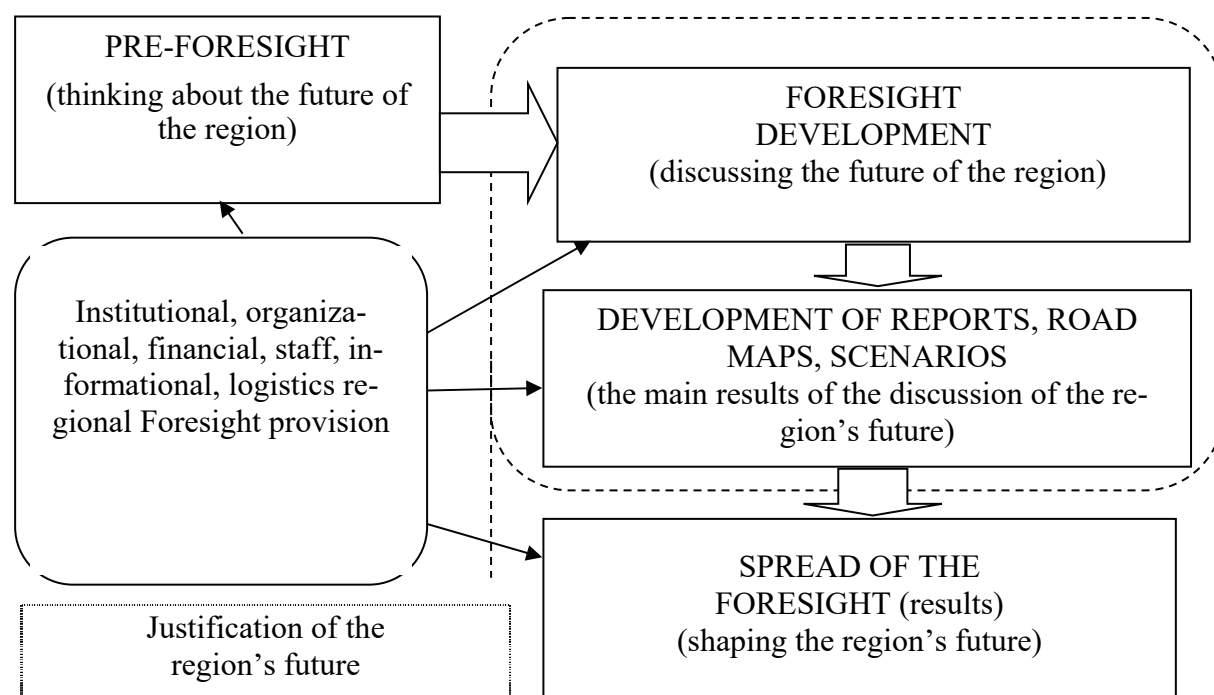 PRE-FORESIGHT
(thinking about the future of
the region)
FORESIGHT
DEVELOPMENT
(discussing the future of the region)
Institutional, organiza-
tional, financial, staff, in-
formational, logistics re-
gional Foresight provision
DEVELOPMENT OF REPORTS, ROAD
MAPS, SCENARIOS
(the main results of the discussion of the re-
gion’s future)
SPREAD OF THE
FORESIGHT (results)
(shaping the region’s future)
Justification of the
region’s future